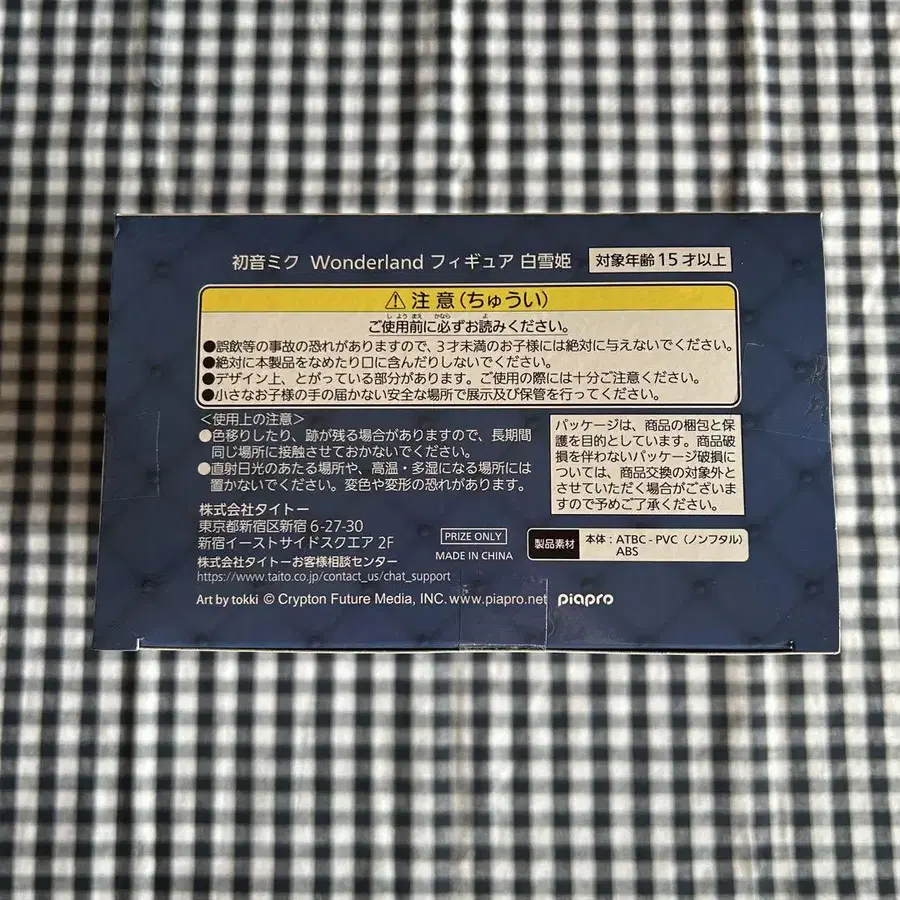 初音ミク Wonderland フィギュア 白雪姫 対象年齢15才以上
⚠注意(ちゅうい)
ご使用前に必ずお読みください。
しようまえ かなら よ
●誤飲等の事故の恐れがありますので、3才未満のお子様には絶対に与えないでください。
●絶対に本製品をなめたり口に含んだりしないでください。
●デザイン上、とがっている部分があります。ご使用の際には十分ご注意ください。
●小さなお子様の手の届かない安全な場所で展示及び保管を行ってください。
<使用上の注意>
●色移りしたり、跡が残る場合がありますので、長期間
同じ場所に接触させておかないでください。
●直射日光のあたる場所や、高温・多湿になる場所には
置かないでください。変色や変形の恐れがあります。
パッケージは、商品の梱包と保
護を目的としています。商品破
損を伴わないパッケージ破損に
ついては、商品交換の対象外と
させていただく場合がございま
すので予めご了承ください。
株式会社タイトー
東京都新宿区新宿6-27-30
新宿イーストサイドスクエア 2F
株式会社タイトーお客様相談センター
https://www.taito.co.jp/contact_us/chat_support
PRIZE ONLY
MADE IN CHINA
製品素材 本体:ATBC-PVC(ノンフタル)
ABS
Art by tokki © Crypton Future Media, INC. www.piapro.net piapro